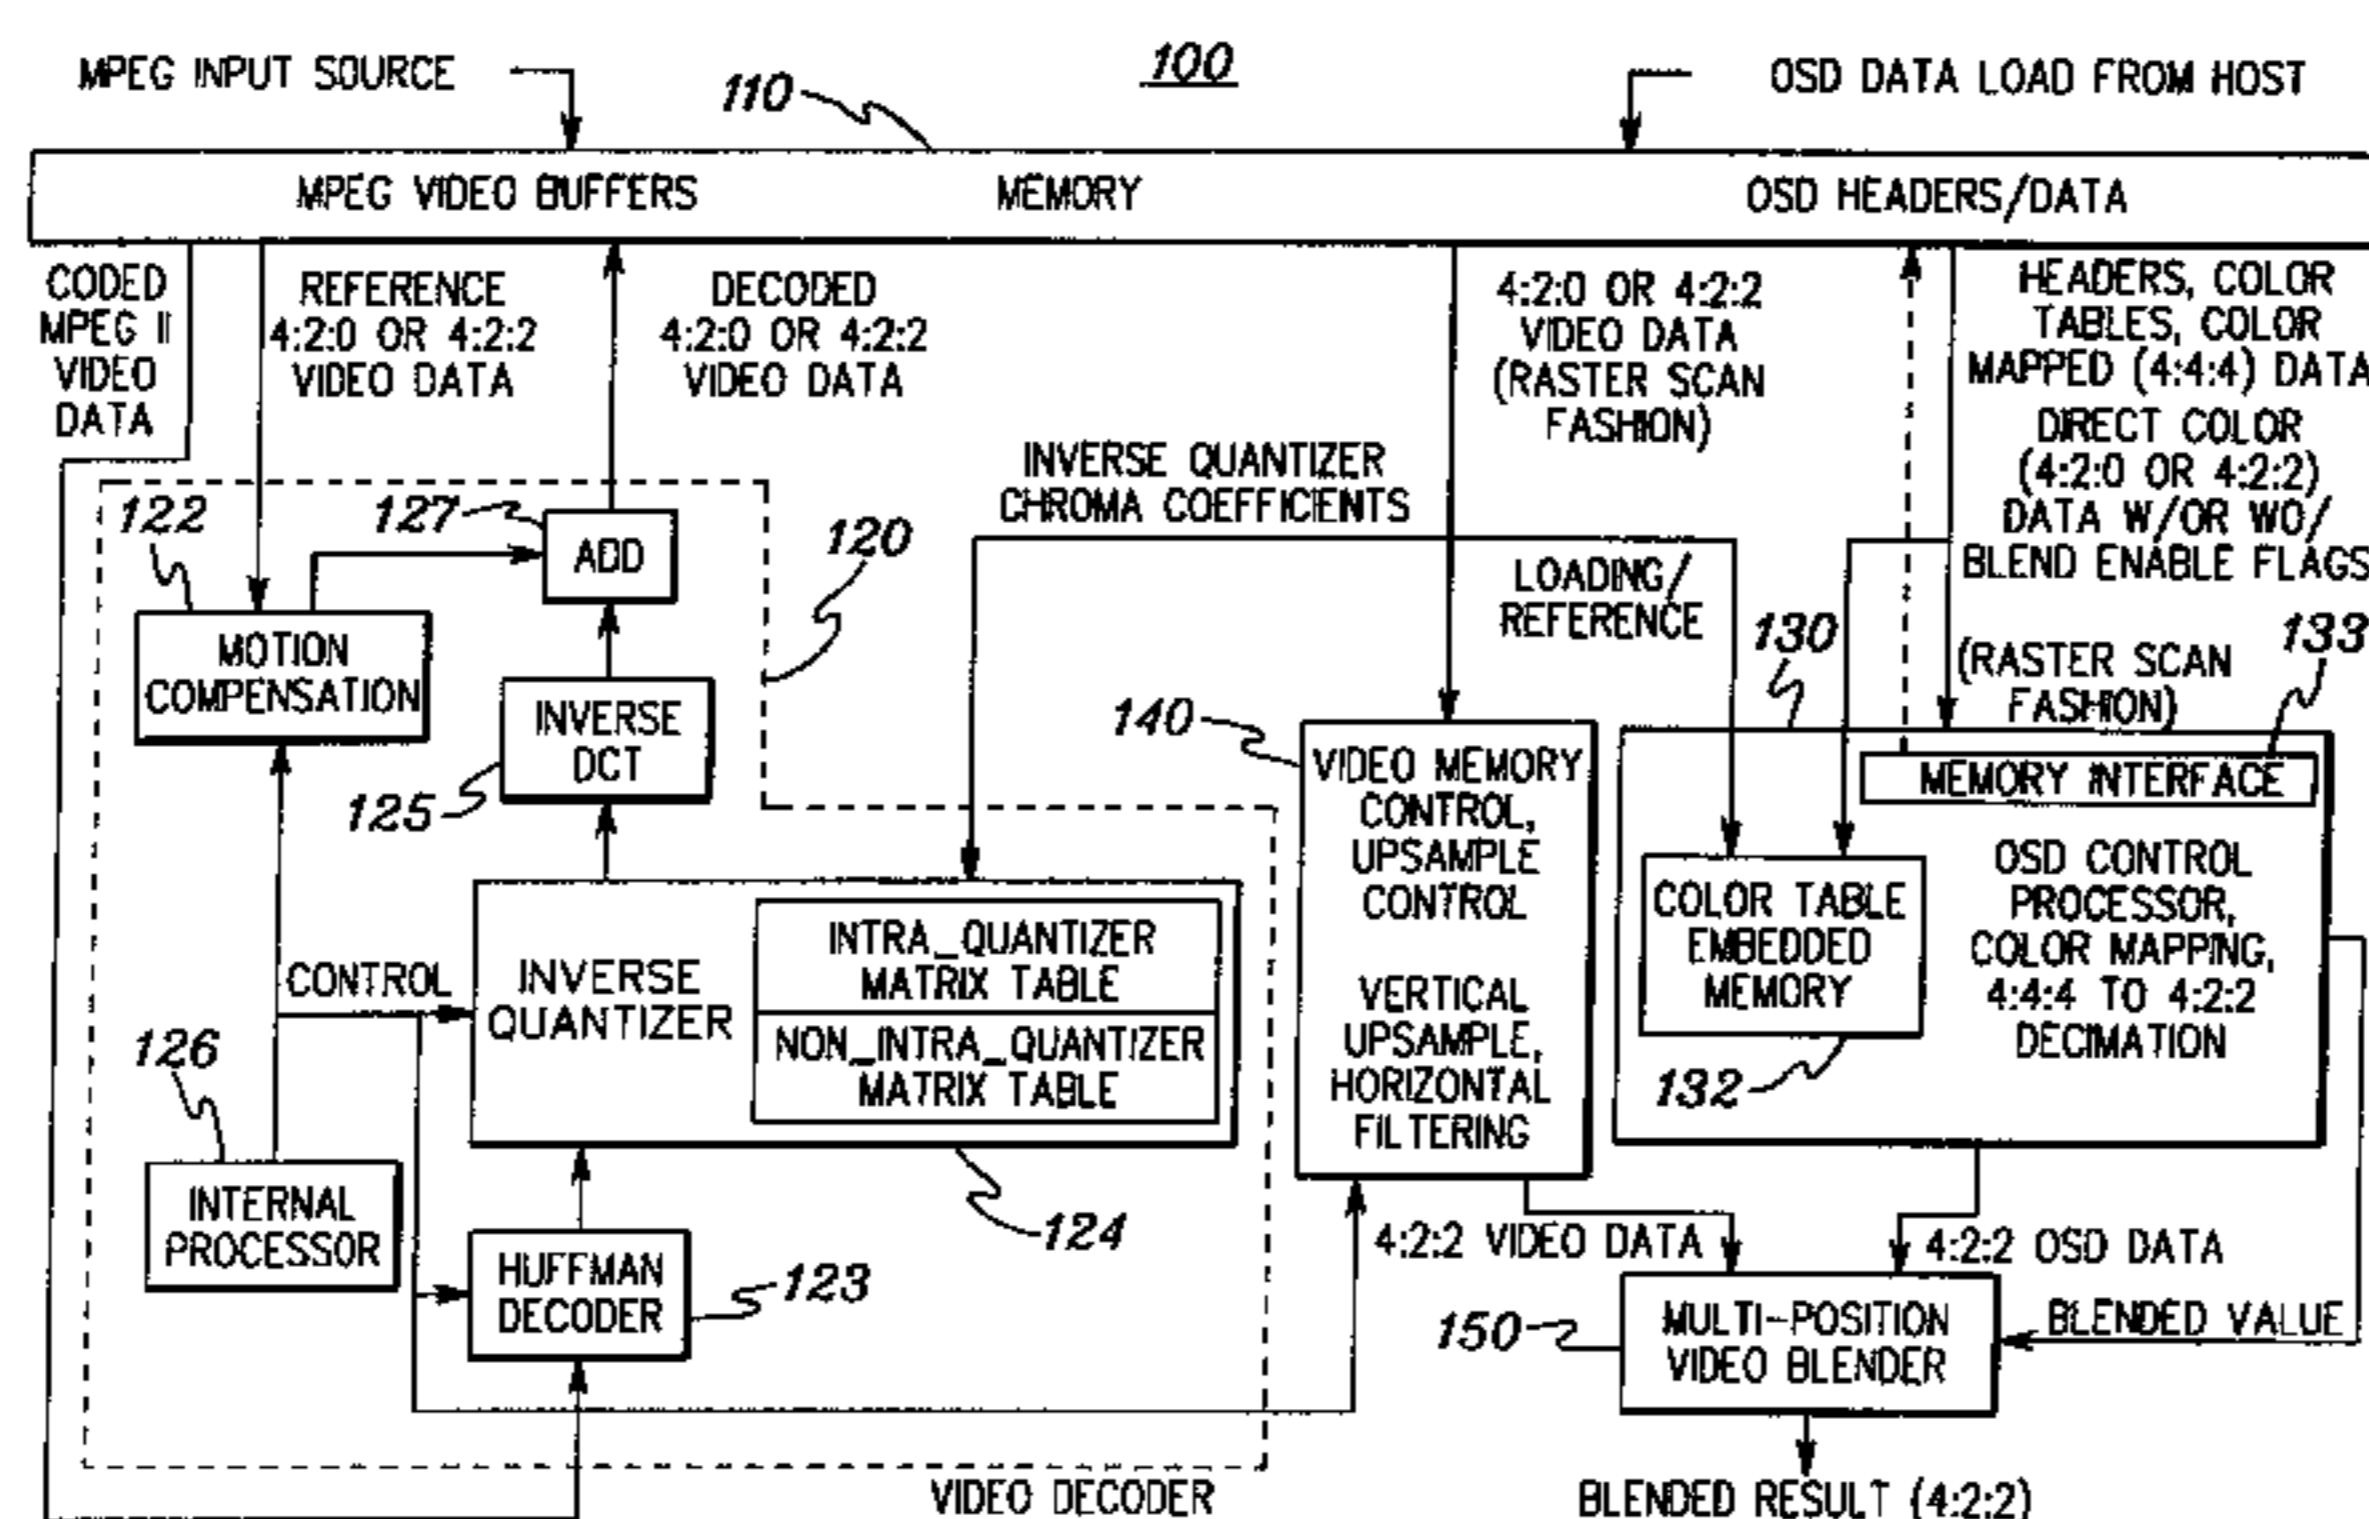 MPEG INPUT SOURCE
110
100
OSD DATA LOAD FROM HOST
MPEG VIDEO BUFFERS
MEMORY
OSD HEADERS/DATA
CODED
MPEG II
VIDEO
DATA
REFERENCE
4:2:0 OR 4:2:2
VIDEO DATA
DECODED
4:2:0 OR 4:2:2
VIDEO DATA
4:2:0 OR 4:2:2
VIDEO DATA
(RASTER SCAN
FASHION)
HEADERS, COLOR
TABLES, COLOR
MAPPED (4:4:4) DATA
DIRECT COLOR
(4:2:0 OR 4:2:2)
DATA W/OR WO/
BLEND ENABLE FLAGS
(RASTER SCAN
FASHION)
INVERSE QUANTIZER
CHROMA COEFFICIENTS
LOADING/
REFERENCE
122
127
120
ADD
MOTION
COMPENSATION
INVERSE
DCT
125
140
130
133
VIDEO MEMORY
CONTROL,
UPSAMPLE
CONTROL
VERTICAL
UPSAMPLE,
HORIZONTAL
FILTERING
MEMORY INTERFACE
COLOR TABLE
EMBEDDED
MEMORY
132
OSD CONTROL
PROCESSOR,
COLOR MAPPING,
4:4:4 TO 4:2:2
DECIMATION
CONTROL
INVERSE
QUANTIZER
INTRA_QUANTIZER
MATRIX TABLE
NON_INTRA_QUANTIZER
MATRIX TABLE
126
INTERNAL
PROCESSOR
124
HUFFMAN
DECODER
123
4:2:2 VIDEO DATA
4:2:2 OSD DATA
150
MULTI-POSITION
VIDEO BLENDER
BLENDED VALUE
VIDEO DECODER
BLENDED RESULT (4:2:2)